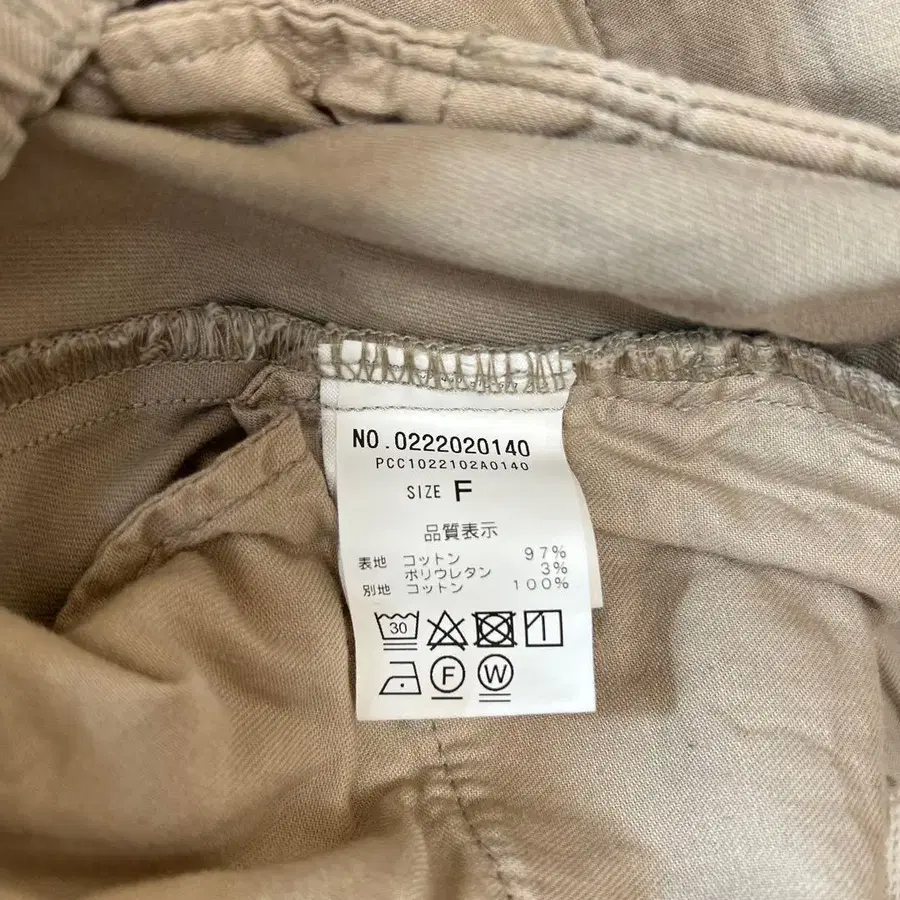 NO.0222020140
PCC1022102A0140
SIZE F
品質表示
表地 コットン 97%
ポリウレタン 3%
別地 コットン 100%
30
F W